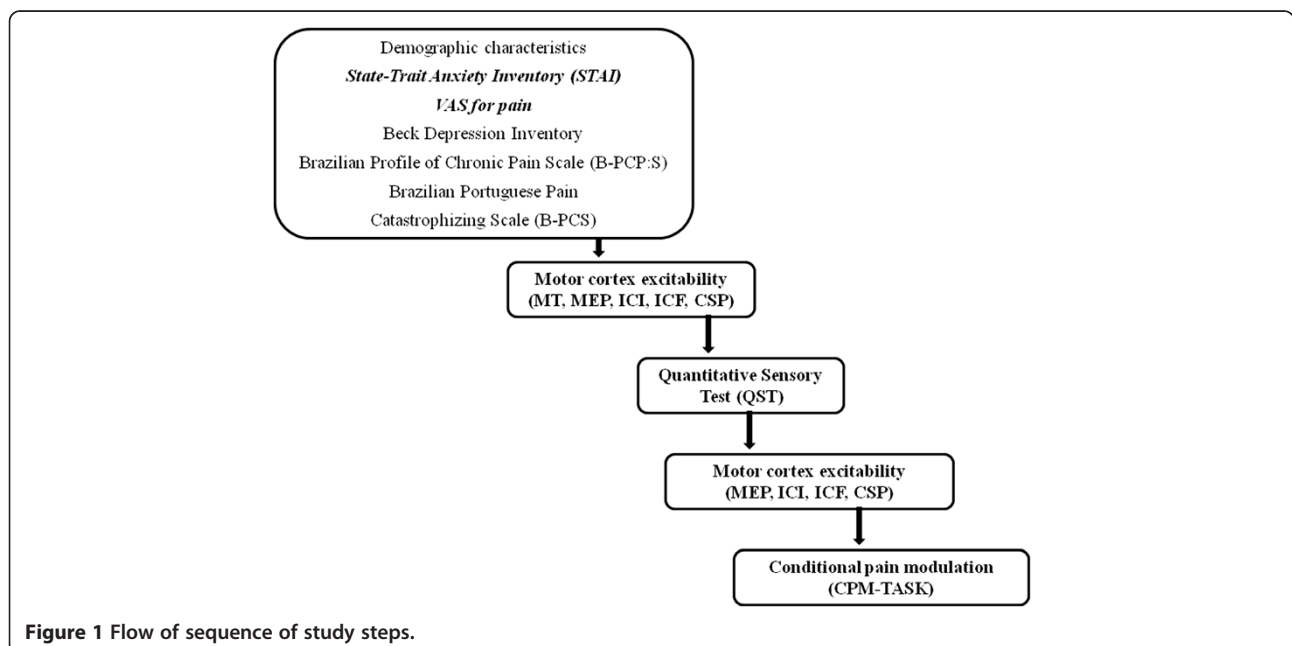 Demographic characteristics
State-Trait Anxiety Inventory (STAI)
VAS for pain
Beck Depression Inventory
Brazilian Profile of Chronic Pain Scale (B-PCP:S)
Brazilian Portuguese Pain
Catastrophizing Scale (B-PCS)
Motor cortex excitability
(MT, MEP, ICI, ICF, CSP)
Quantitative Sensory
Test (QST)
Motor cortex excitability
(MEP, ICI, ICF, CSP)
Conditional pain modulation
(CPM-TASK)
Figure 1 Flow of sequence of study steps.